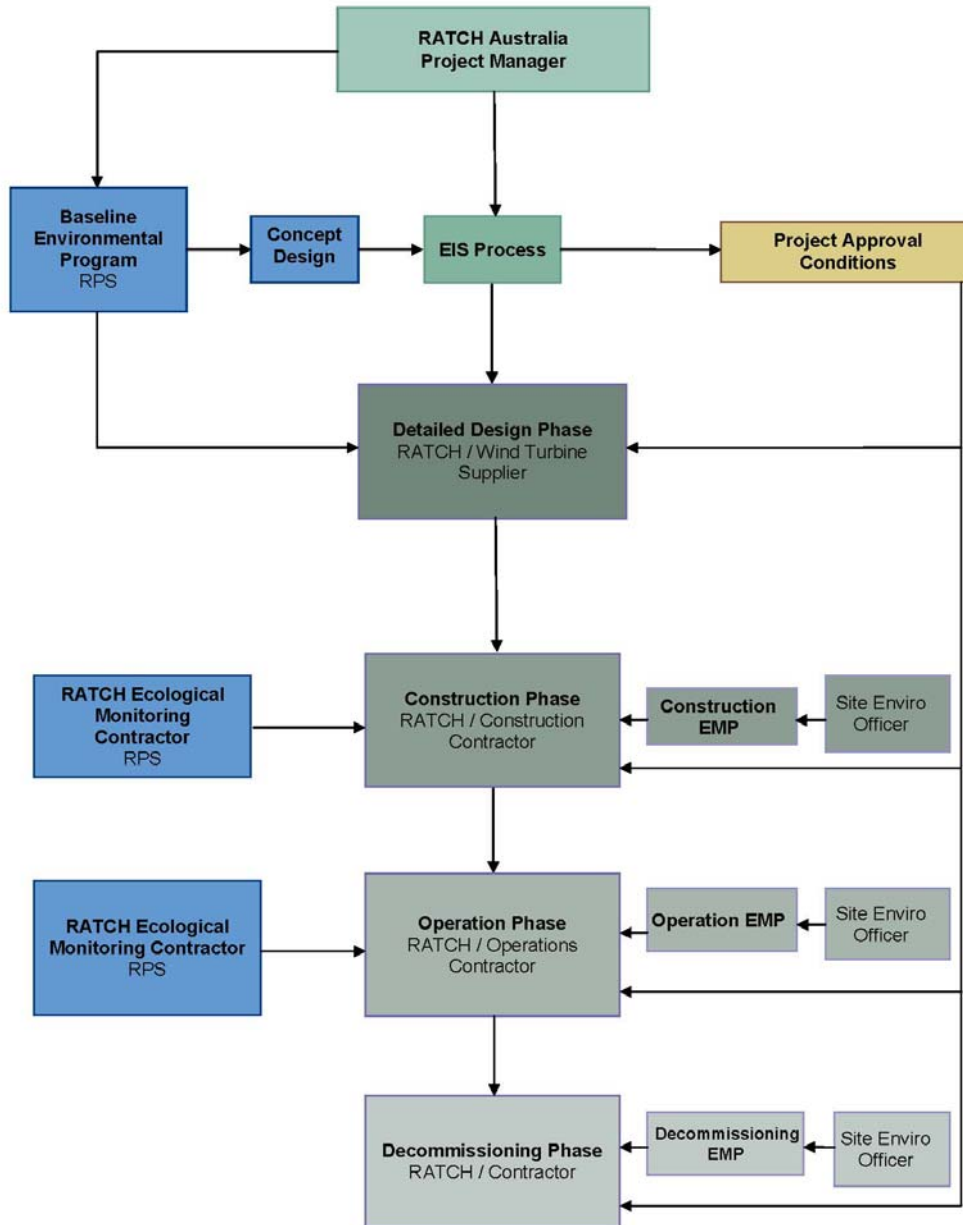 RATCH Australia
Project Manager
Baseline
Environmental
Program
RPS
Concept
Design
EIS Process
Project Approval
Conditions
Detailed Design Phase
RATCH / Wind Turbine
Supplier
RATCH Ecological
Monitoring
Contractor
RPS
Construction Phase
RATCH / Construction
Contractor
Construction
EMP
Site Enviro
Officer
RATCH Ecological
Monitoring Contractor
RPS
Operation Phase
RATCH / Operations
Contractor
Operation EMP
Site Enviro
Officer
Decommissioning Phase
RATCH / Contractor
Decommissioning
EMP
Site Enviro
Officer